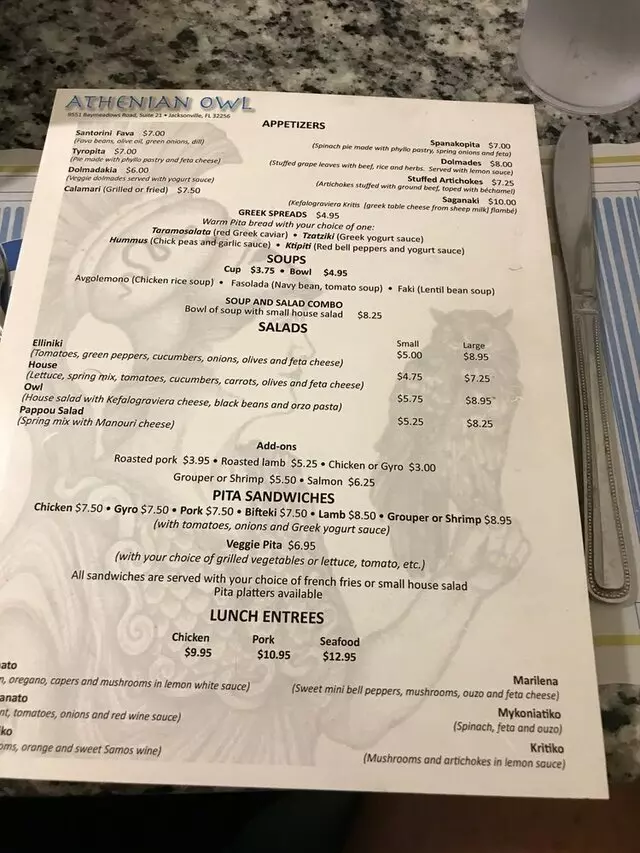 ATHENIAN OWL
9551 Baymeadows Road, Suite 21 • Jacksonville, FL 32256
APPETIZERS
Santorini Fava $7.00
(Fava beans, olive oil, green onions, dill)
Tyropita $7.00
(Pie made with phyllo pastry and feta cheese)
Dolmadakia $6.00
(Veggie dolmades served with yogurt sauce)
Calamari (Grilled or fried) $7.50
Spanakopita $7.00
(Spinach pie made with phyllo pastry, spring onions and feta)
Dolmades $8.00
(Stuffed grape leaves with beef, rice and herbs. Served with lemon sauce)
Stuffed Artichokes $7.25
(Artichokes stuffed with ground beef, toped with béchamel)
Saganaki $10.00
(Kefalograviera Kritis [greek table cheese from sheep milk] flambé)
GREEK SPREADS $4.95
Warm Pita bread with your choice of one:
Taramosalata (red Greek caviar) • Tzatziki (Greek yogurt sauce)
Hummus (Chick peas and garlic sauce) • Ktipiti (Red bell peppers and yogurt sauce)
SOUPS
Cup $3.75 • Bowl $4.95
Avgolemono (Chicken rice soup) • Fasolada (Navy bean, tomato soup) • Faki (Lentil bean soup)
SOUP AND SALAD COMBO
Bowl of soup with small house salad $8.25
SALADS
Small Large
Elliniki
(Tomatoes, green peppers, cucumbers, onions, olives and feta cheese) $5.00 $8.95
House
(Lettuce, spring mix, tomatoes, cucumbers, carrots, olives and feta cheese) $4.75 $7.25
Owl
(House salad with Kefalograviera cheese, black beans and orzo pasta) $5.75 $8.95
Pappou Salad
(Spring mix with Manouri cheese) $5.25 $8.25
Add-ons
Roasted pork $3.95 • Roasted lamb $5.25 • Chicken or Gyro $3.00
Grouper or Shrimp $5.50 • Salmon $6.25
PITA SANDWICHES
Chicken $7.50 • Gyro $7.50 • Pork $7.50 • Bifteki $7.50 • Lamb $8.50 • Grouper or Shrimp $8.95
(with tomatoes, onions and Greek yogurt sauce)
Veggie Pita $6.95
(with your choice of grilled vegetables or lettuce, tomato, etc.)
All sandwiches are served with your choice of french fries or small house salad
Pita platters available
LUNCH ENTREES
Chicken Pork Seafood
$9.95 $10.95 $12.95
ato
n, oregano, capers and mushrooms in lemon white sauce)
anato
nt, tomatoes, onions and red wine sauce)
ko
oms, orange and sweet Samos wine)
Marilena
(Sweet mini bell peppers, mushrooms, ouzo and feta cheese)
Mykoniatiko
(Spinach, feta and ouzo)
Kritiko
(Mushrooms and artichokes in lemon sauce)